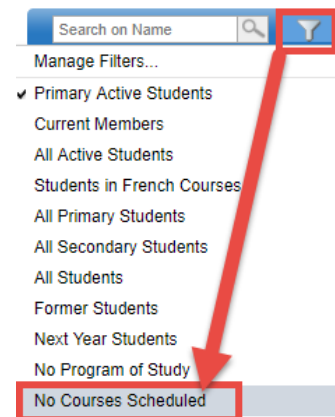 Search on Name
Manage Filters...
Primary Active Students
Current Members
All Active Students
Students in French Courses
All Primary Students
All Secondary Students
All Students
Former Students
Next Year Students
No Program of Study
No Courses Scheduled